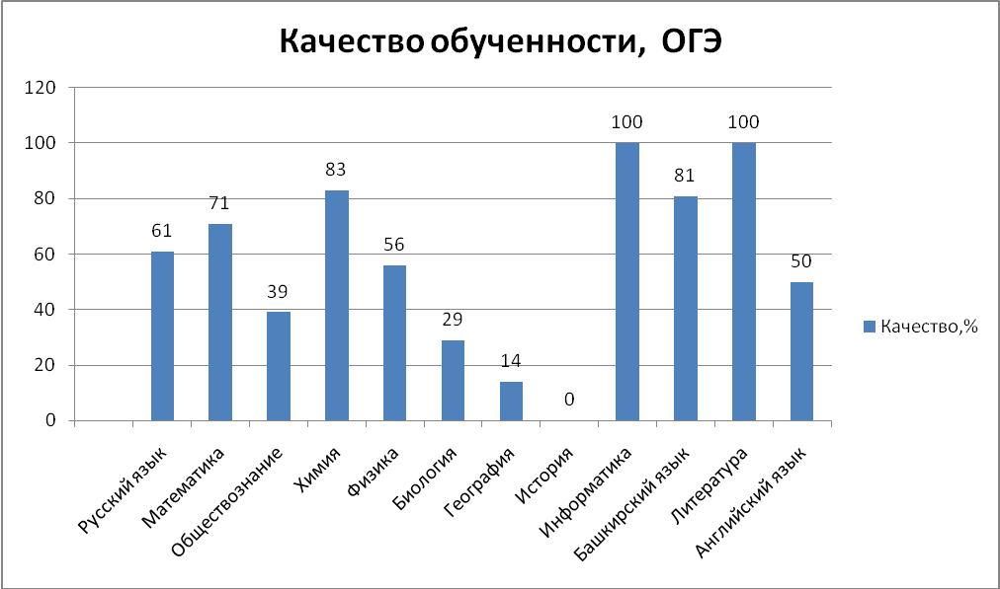 Качество обученности, ОГЭ
120
100
80
60
40
20
0
61
71
39
83
56
29
14
0
100
81
100
50
Русский язык
Математика
Обществознание
Химия
Физика
Биология
География
История
Информатика
Башкирский язык
Литература
Английский язык
Качество,%